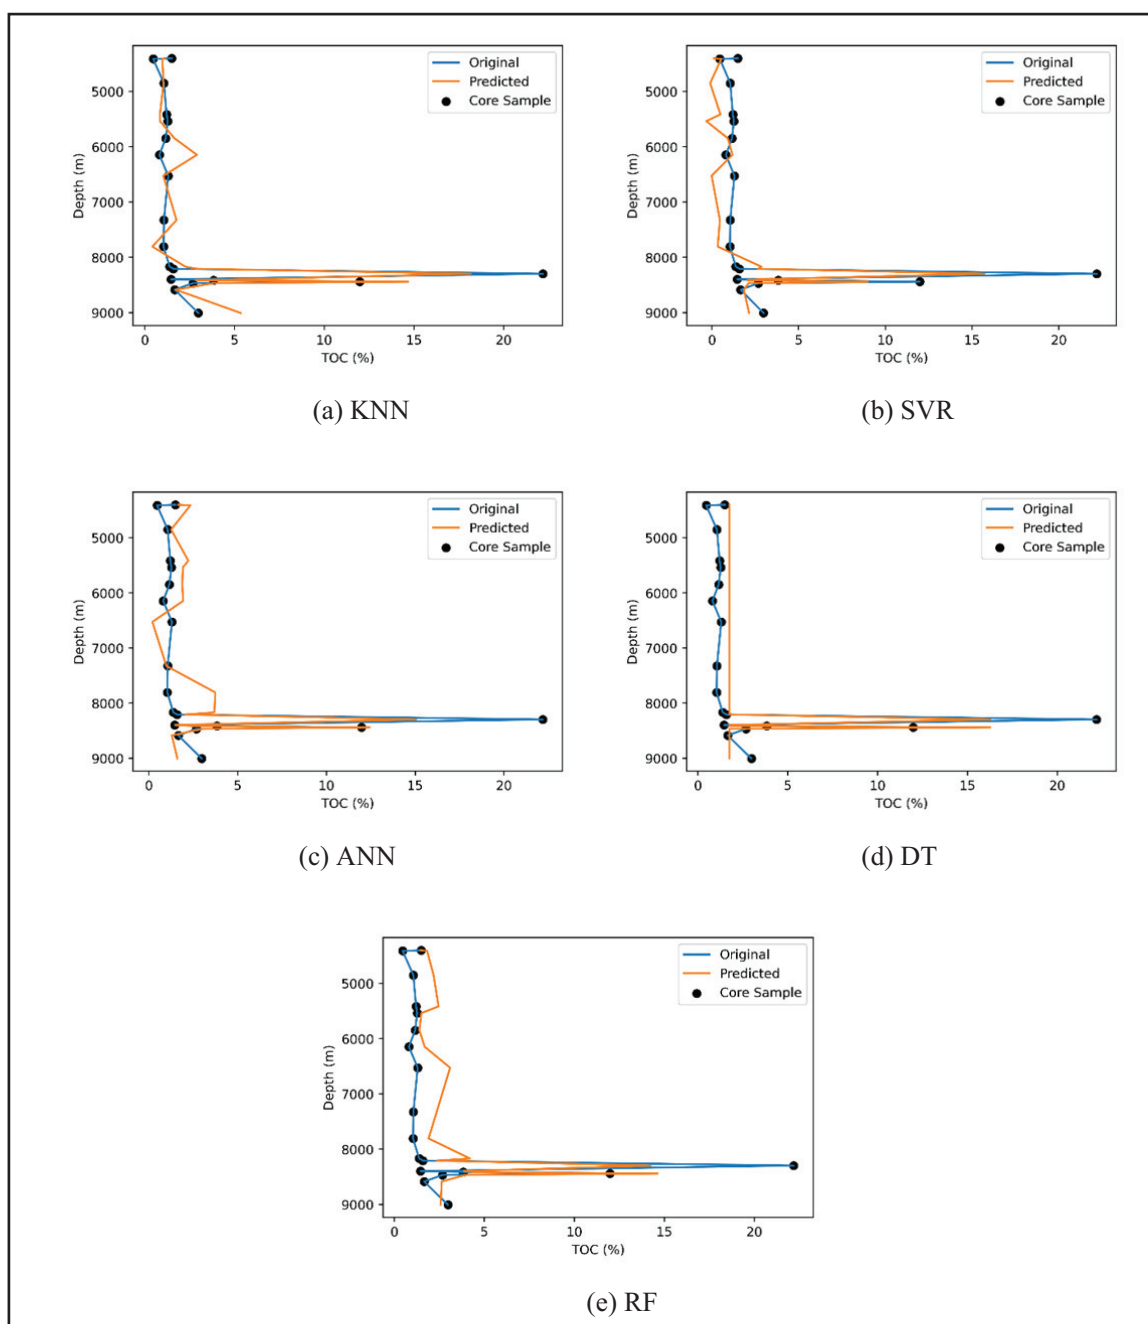 Original
Predicted
Core Sample
5000
6000
7000
8000
9000
Depth (m)
0 5 10 15 20
TOC (%)
(a) KNN
Original
Predicted
Core Sample
5000
6000
7000
8000
9000
Depth (m)
0 5 10 15 20
TOC (%)
(b) SVR
Original
Predicted
Core Sample
5000
6000
7000
8000
9000
Depth (m)
0 5 10 15 20
TOC (%)
(c) ANN
Original
Predicted
Core Sample
5000
6000
7000
8000
9000
Depth (m)
0 5 10 15 20
TOC (%)
(d) DT
Original
Predicted
Core Sample
5000
6000
7000
8000
9000
Depth (m)
0 5 10 15 20
TOC (%)
(e) RF